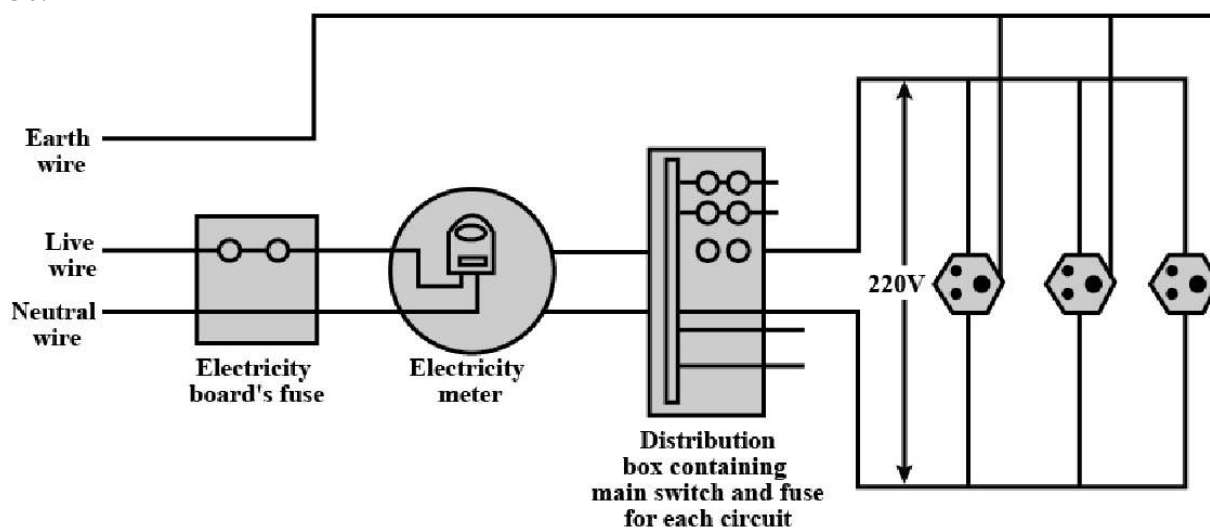 Earth
wire
Live
wire
Neutral
wire
220V
Electricity
board's fuse
Electricity
meter
Distribution
box containing
main switch and fuse
for each circuit